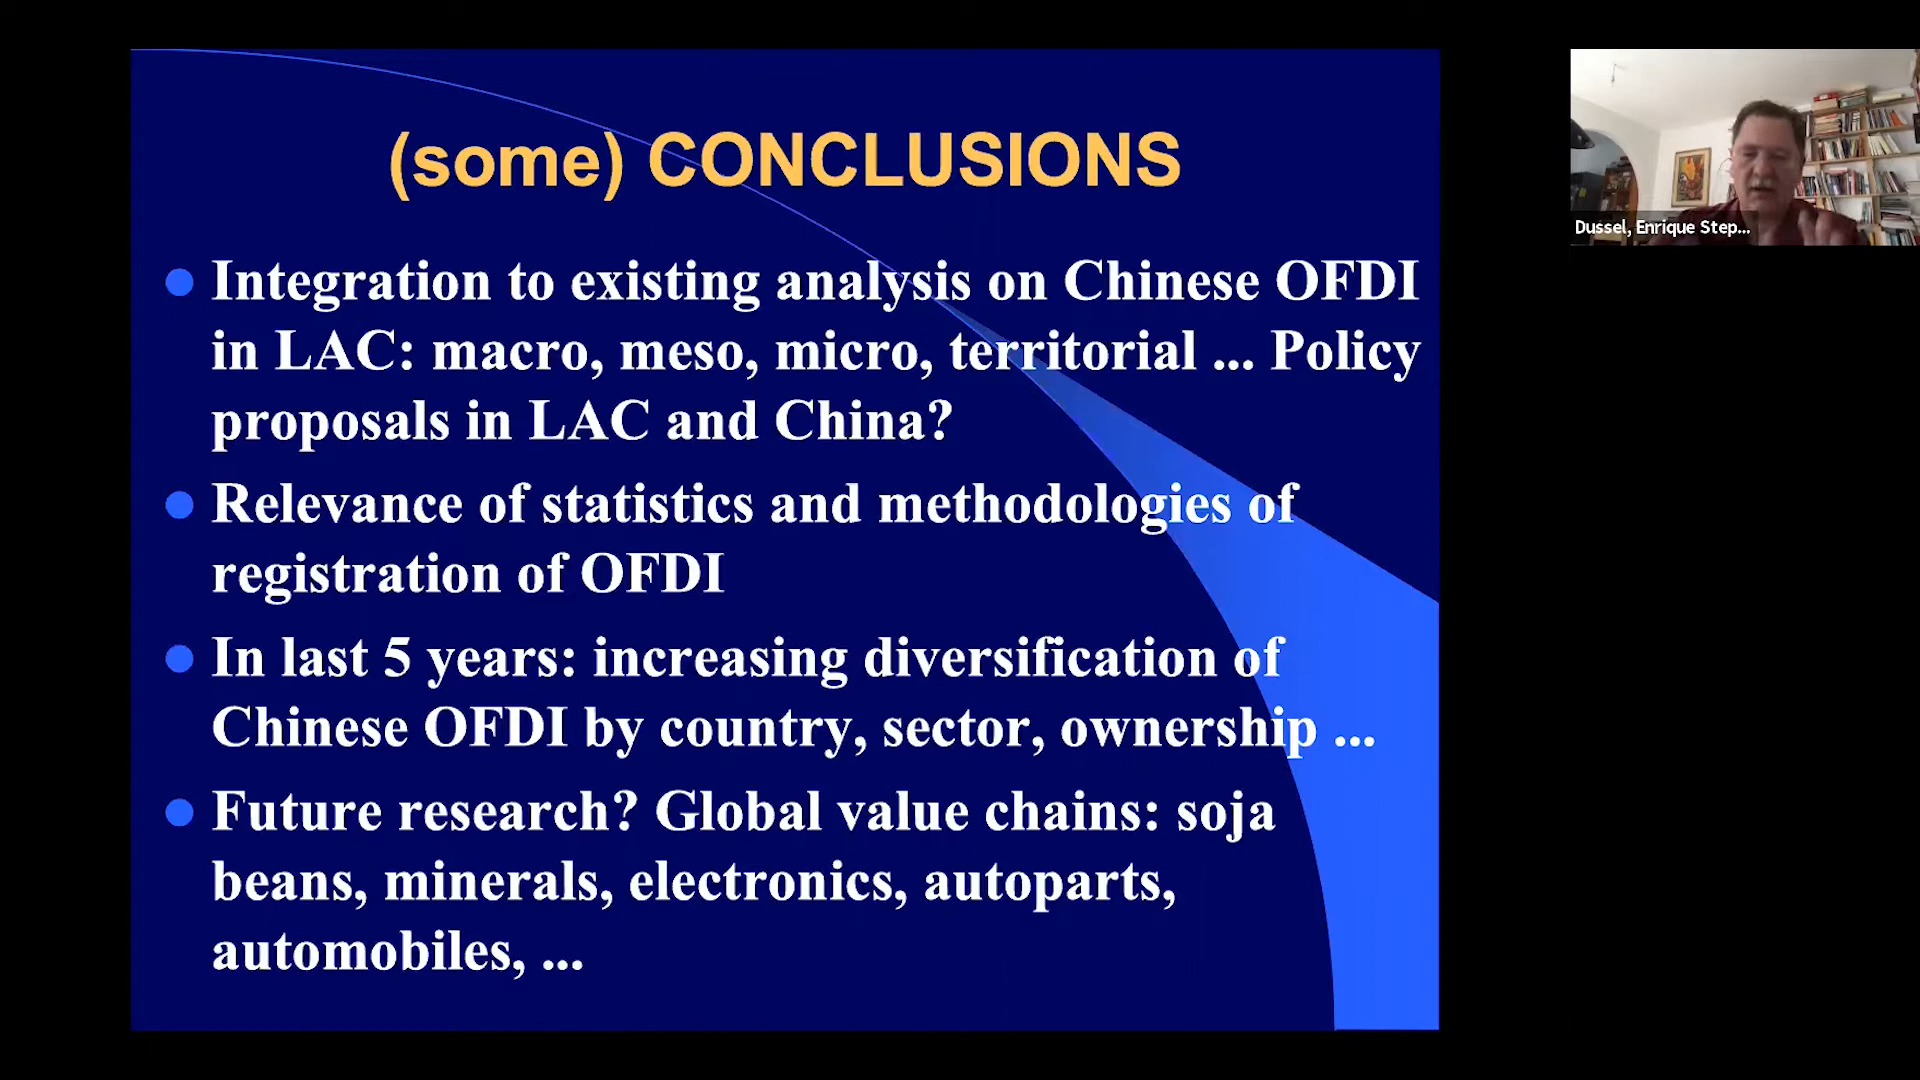 (some) CONCLUSIONS
Integration to existing analysis on Chinese OFDI
in LAC: macro, meso, micro, territorial ... Policy
proposals in LAC and China?
Relevance of statistics and methodologies of
registration of OFDI
In last 5 years: increasing diversification of
Chinese OFDI by country, sector, ownership ...
Future research? Global value chains: soja
beans, minerals, electronics, autoparts,
automobiles, ...
Dussel, Enrique Step...